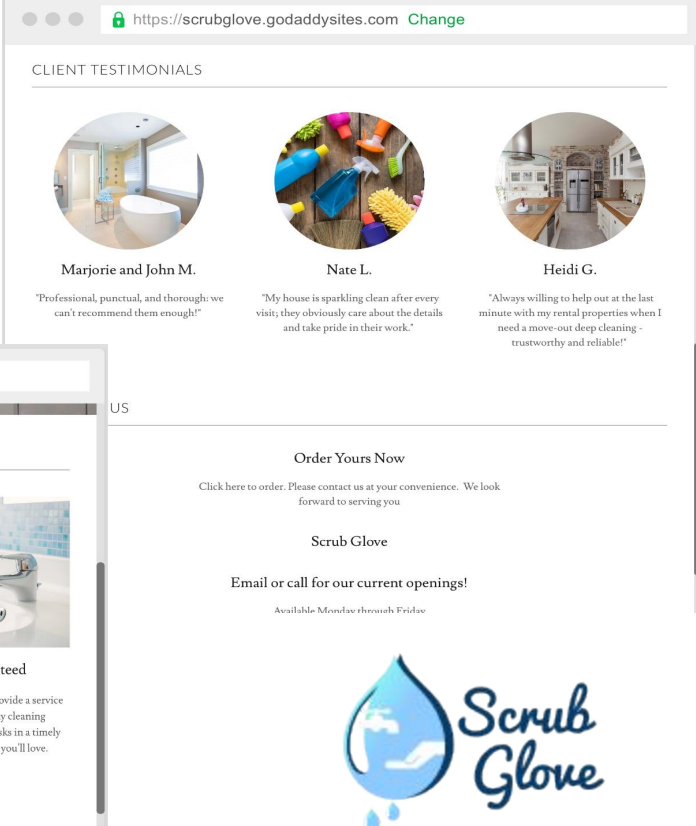 https://scrubglove.godaddysites.com Change
CLIENT TESTIMONIALS
Marjorie and John M.
"Professional, punctual, and thorough: we
can't recommend them enough!"
Nate L.
"My house is sparkling clean after every
visit; they obviously care about the details
and take pride in their work."
Heidi G.
"Always willing to help out at the last
minute with my rental properties when I
need a move-out deep cleaning -
trustworthy and reliable!"
US
Order Yours Now
Click here to order. Please contact us at your convenience. We look
forward to serving you
Scrub Glove
Email or call for our current openings!
Available Monday through Friday
teed
ovide a service
y cleaning
sks in a timely
you'll love.
Scrub
Glove